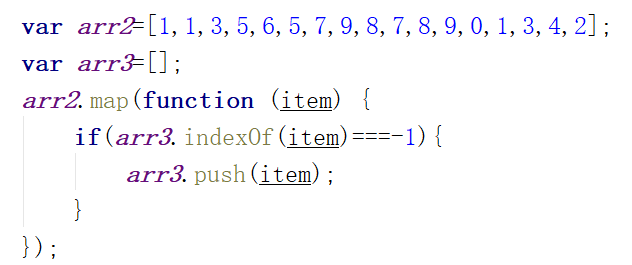 var arr2=[1,1,3,5,6,5,7,9,8,7,8,9,0,1,3,4,2];
var arr3=[];
arr2.map(function (item) {
    if(arr3.indexOf(item)===-1){
        arr3.push(item);
    }
});